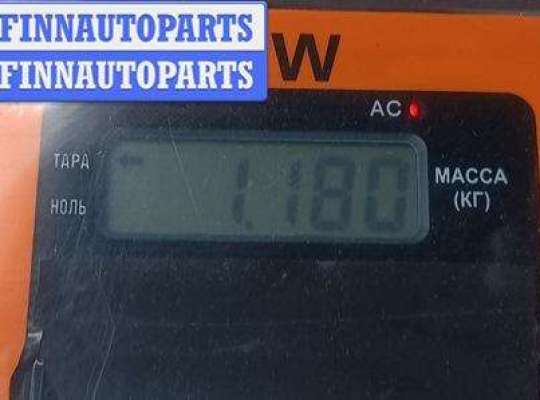 FINNAUTOPARTS
FINNAUTOPARTS
W
AC
ТАРА
1.180
МАССА
(КГ)
НОЛЬ